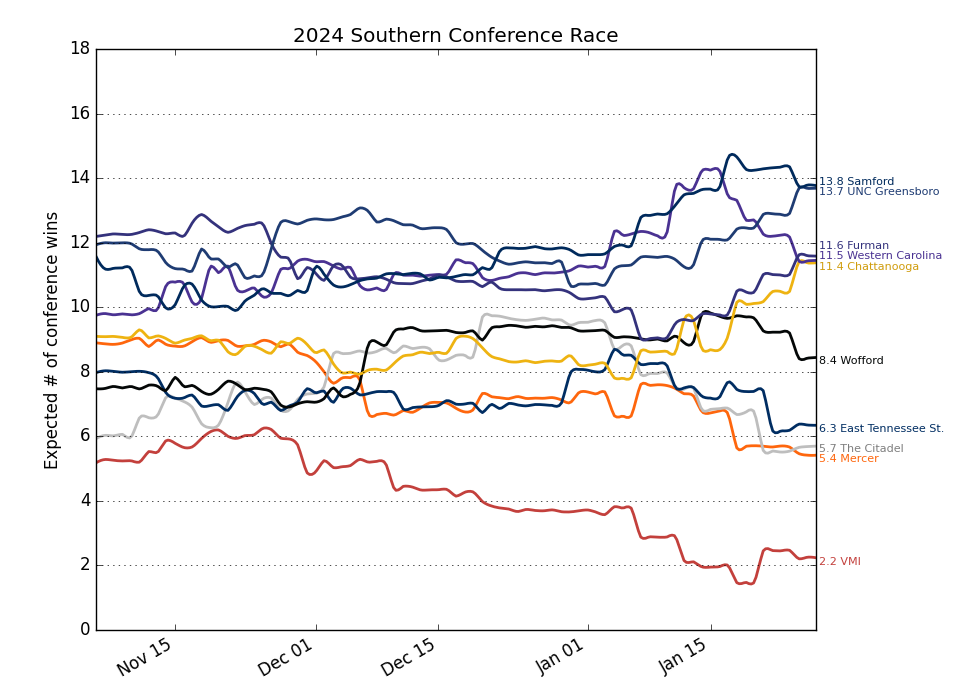 2024 Southern Conference Race
Expected # of conference wins
18
16
14
12
10
8
6
4
2
0
Nov 15
Dec 01
Dec 15
Jan 01
Jan 15
13.8 Samford
13.7 UNC Greensboro
11.6 Furman
11.5 Western Carolina
11.4 Chattanooga
8.4 Wofford
6.3 East Tennessee St.
5.7 The Citadel
5.4 Mercer
2.2 VMI